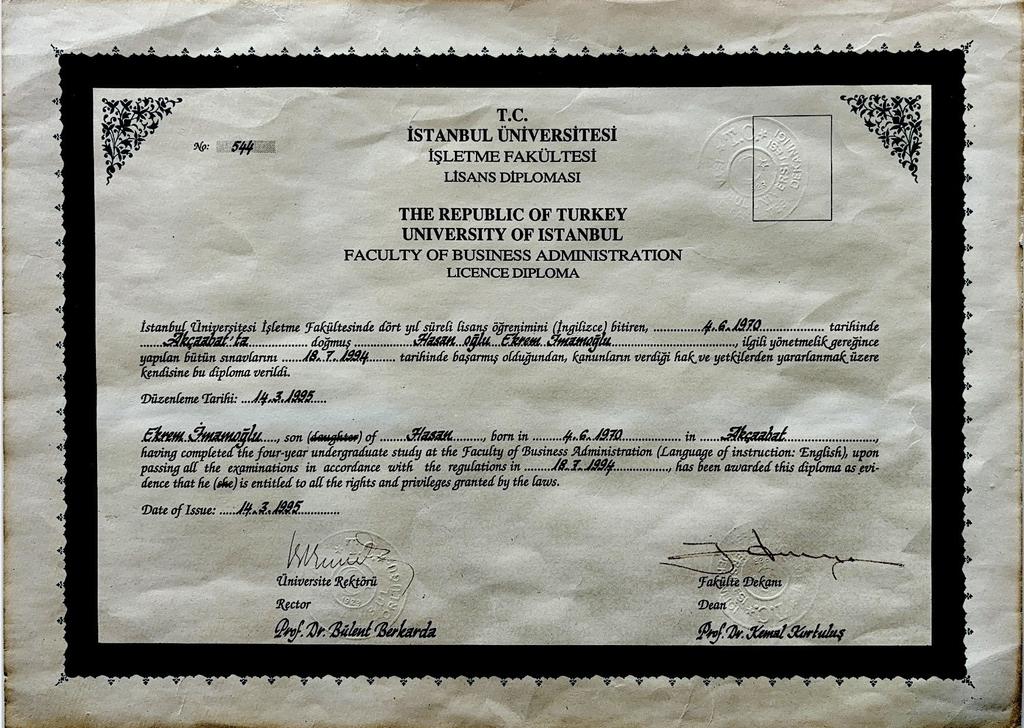 T.C.
İSTANBUL ÜNİVERSİTESİ
İŞLETME FAKÜLTESİ
LİSANS DİPLOMASI
No: 544
THE REPUBLIC OF TURKEY
UNIVERSITY OF ISTANBUL
FACULTY OF BUSINESS ADMINISTRATION
LICENCE DIPLOMA
İstanbul Üniversitesi İşletme Fakültesinde dört yıl süreli lisans öğrenimini (İngilizce) bitiren, ........... 4.6.1970 ........... tarihinde
......Akçaabat'ta.............. doğmuş ..............Hasan oğlu Ekrem İmamoğlu............................, ilgili yönetmelik gereğince
yapılan bütün sınavlarını ......18.7.1994...... tarihinde başarmış olduğundan, kanunların verdiği hak ve yetkilerden yararlanmak üzere
kendisine bu diploma verildi.
Düzenleme Tarihi: ...14.3.1995....
Ekrem İmamoğlu...., son (daughter) of ......Hasan......, born in ........4.6.1970............ in ......Akçaabat....................,
having completed the four-year undergraduate study at the Faculty of Business Administration (Language of instruction: English), upon
passing all the examinations in accordance with the regulations in .......18.7.1994............, has been awarded this diploma as evi-
dence that he (she) is entitled to all the rights and privileges granted by the laws.
Date of Issue: .....14.3.1995..........
Üniversite Rektörü
Rector
Prof. Dr. Bülent Berkarda
Fakülte Dekanı
Dean
Prof. Dr. Kemal Kurtuluş